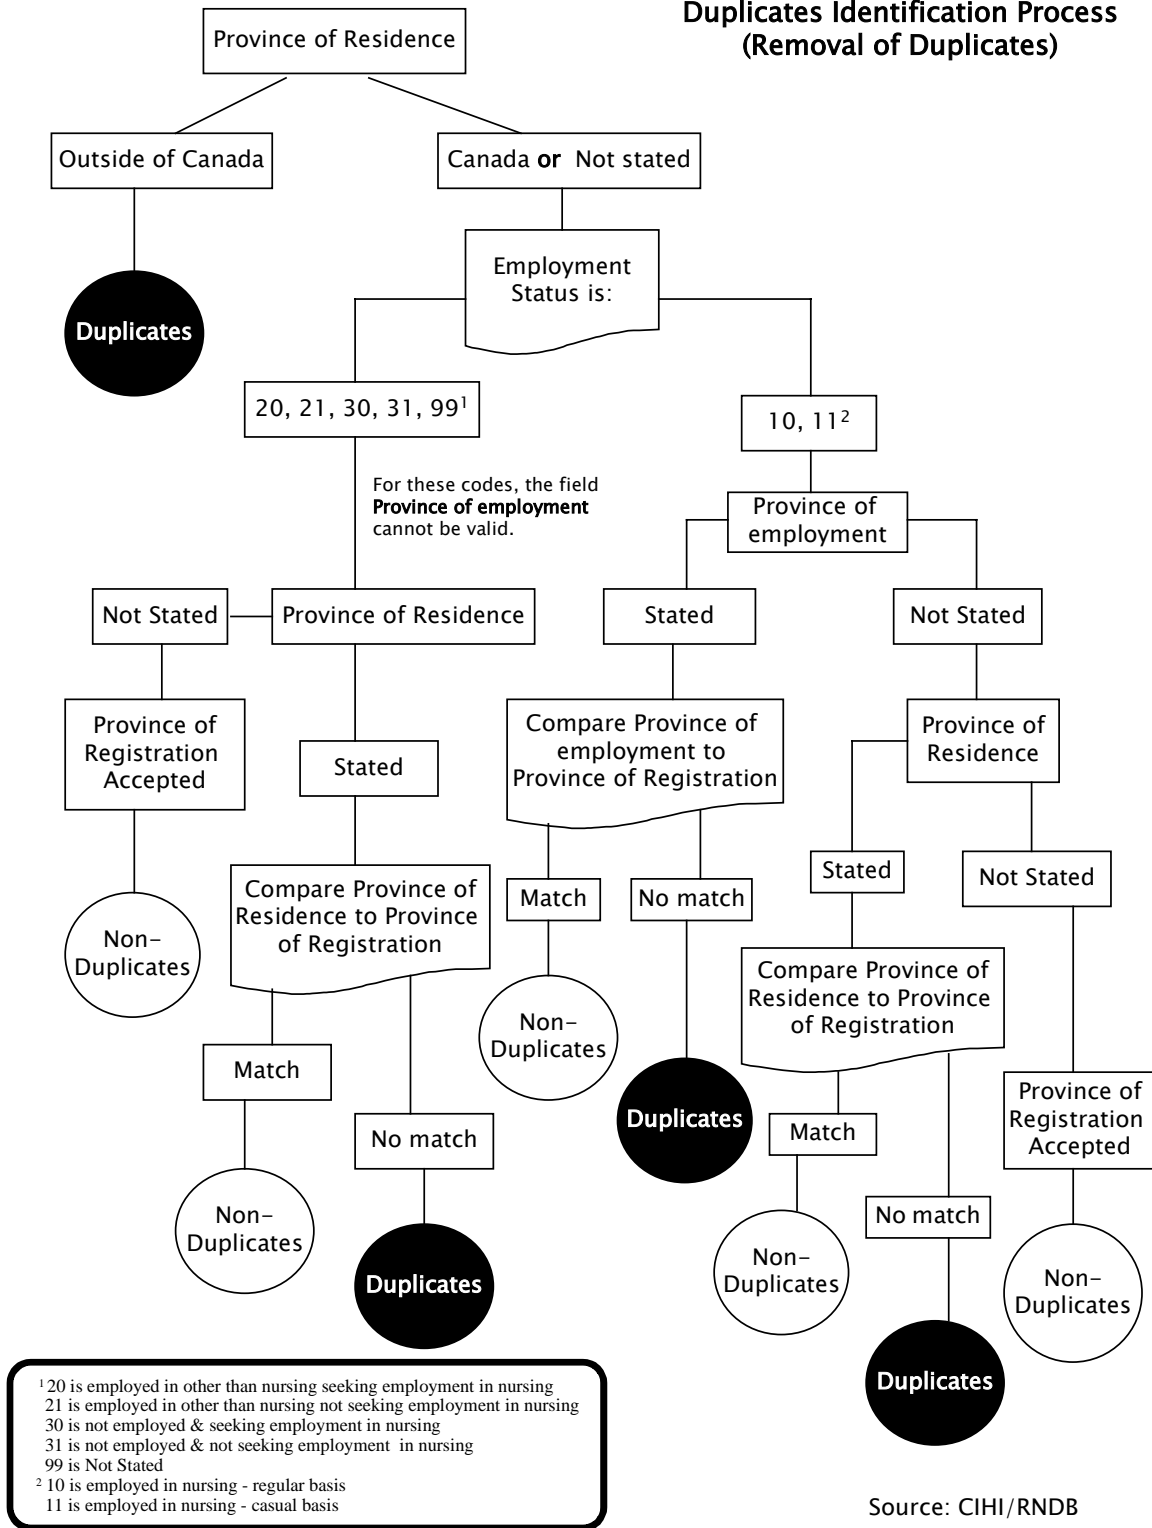 Duplicates Identification Process
(Removal of Duplicates)
Province of Residence
Outside of Canada
Canada or Not stated
Duplicates
Employment
Status is:
20, 21, 30, 31, 99¹
10, 11²
For these codes, the field
Province of employment
cannot be valid.
Province of
employment
Not Stated
Province of Residence
Stated
Not Stated
Province of
Registration
Accepted
Stated
Compare Province of
employment to
Province of Registration
Province of
Residence
Non-
Duplicates
Compare Province of
Residence to Province
of Registration
Match
No match
Stated
Not Stated
Match
No match
Non-
Duplicates
Duplicates
Compare Province of
Residence to Province
of Registration
Province of
Registration
Accepted
Non-
Duplicates
Duplicates
Match
No match
Non-
Duplicates
Duplicates
Non-
Duplicates
¹ 20 is employed in other than nursing seeking employment in nursing
21 is employed in other than nursing not seeking employment in nursing
30 is not employed & seeking employment in nursing
31 is not employed & not seeking employment in nursing
99 is Not Stated
² 10 is employed in nursing - regular basis
11 is employed in nursing - casual basis
Source: CIHI/RNDB